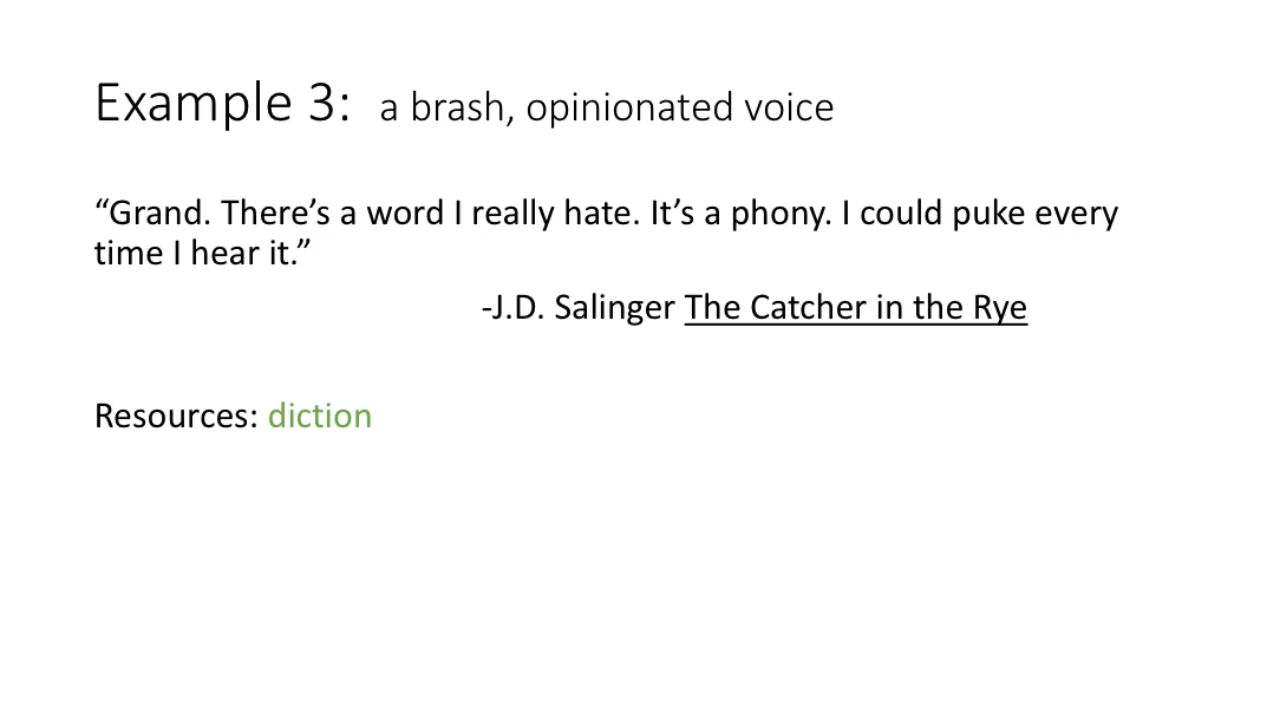 Example 3: a brash, opinionated voice
“Grand. There’s a word I really hate. It’s a phony. I could puke every
time I hear it.”
-J.D. Salinger The Catcher in the Rye
Resources: diction